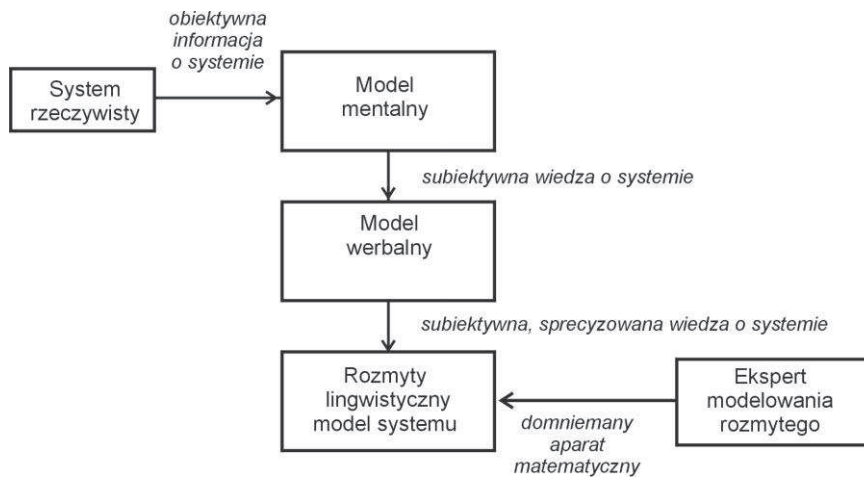 obiektywna
informacja
o systemie
System
rzeczywisty
Model
mentalny
subiektywna wiedza o systemie
Model
werbalny
subiektywna, sprecyzowana wiedza o systemie
Rozmyty
lingwistyczny
model systemu
domniemany
aparat
matematyczny
Ekspert
modelowania
rozmytego